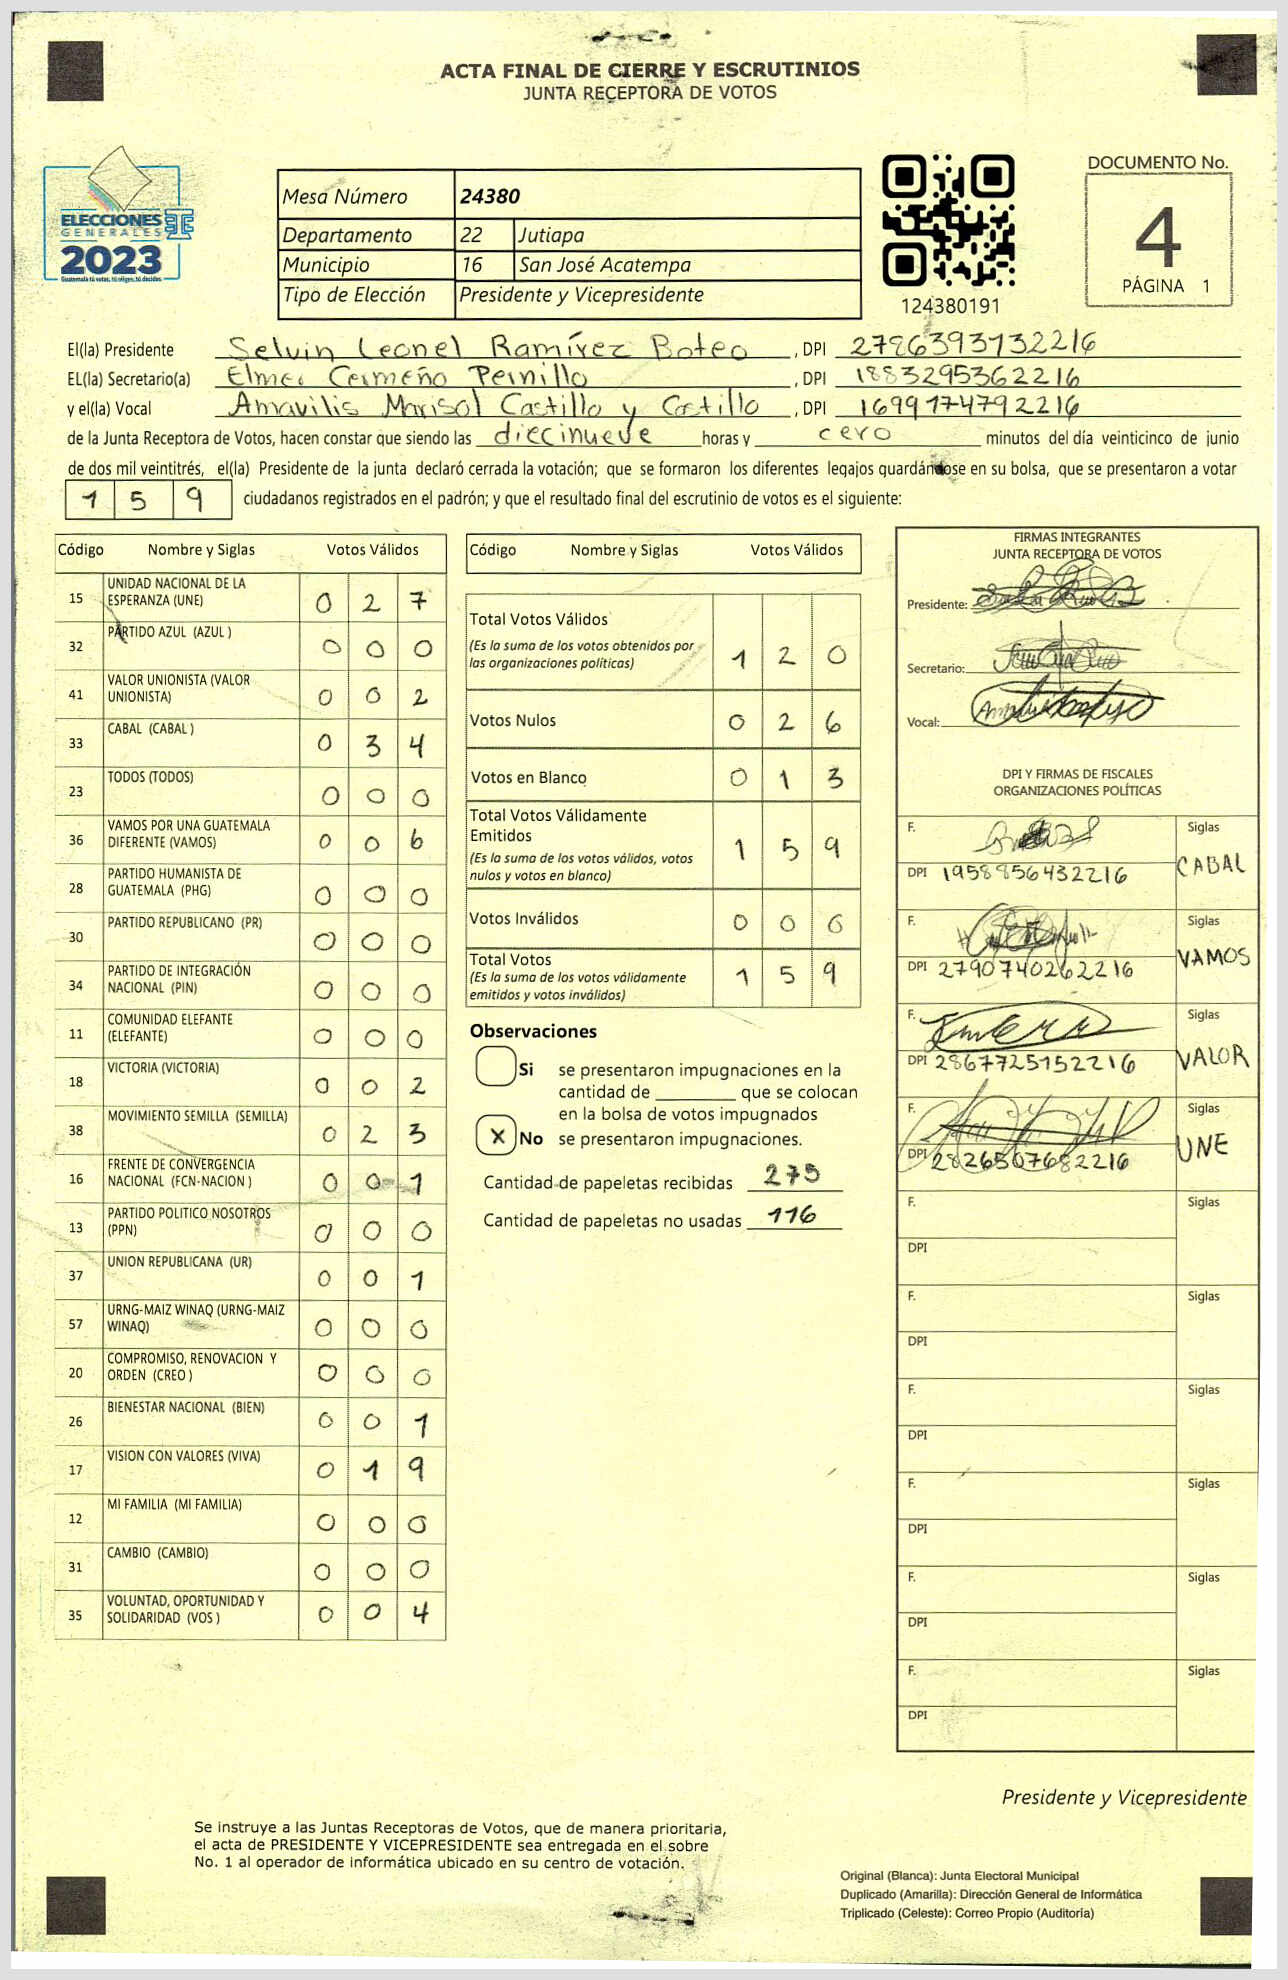 ACTA FINAL DE CIERRE Y ESCRUTINIOS
JUNTA RECEPTORA DE VOTOS
ELECCIONES
GENERALES
2023
Guatemala tú votas, tú eliges, tú decides.
Mesa Número 24380
Departamento 22 Jutiapa
Municipio 16 San José Acatempa
Tipo de Elección Presidente y Vicepresidente
124380191
DOCUMENTO No.
4
PÁGINA 1
El(la) Presidente Selvin Leonel Ramírez Boteo , DPI 2786393132216
EL(la) Secretario(a) Elmer Cermeño Pernillo , DPI 1883295362216
y el(la) Vocal Amavilis Marisol Castillo y Castillo , DPI 1699174792216
de la Junta Receptora de Votos, hacen constar que siendo las diecinueve horas y cero minutos del día veinticinco de junio
de dos mil veintitrés, el(la) Presidente de la junta declaró cerrada la votación; que se formaron los diferentes legajos guardándose en su bolsa, que se presentaron a votar
159 ciudadanos registrados en el padrón; y que el resultado final del escrutinio de votos es el siguiente:
Código Nombre y Siglas Votos Válidos
15 UNIDAD NACIONAL DE LA
ESPERANZA (UNE) 0 2 7
32 PARTIDO AZUL (AZUL ) 0 0 0
41 VALOR UNIONISTA (VALOR
UNIONISTA) 0 0 2
33 CABAL (CABAL ) 0 3 4
23 TODOS (TODOS) 0 0 0
36 VAMOS POR UNA GUATEMALA
DIFERENTE (VAMOS) 0 0 6
28 PARTIDO HUMANISTA DE
GUATEMALA (PHG) 0 0 0
30 PARTIDO REPUBLICANO (PR) 0 0 0
34 PARTIDO DE INTEGRACIÓN
NACIONAL (PIN) 0 0 0
11 COMUNIDAD ELEFANTE
(ELEFANTE) 0 0 0
18 VICTORIA (VICTORIA) 0 0 2
38 MOVIMIENTO SEMILLA (SEMILLA) 0 2 3
16 FRENTE DE CONVERGENCIA
NACIONAL (FCN-NACION ) 0 0 1
13 PARTIDO POLITICO NOSOTROS
(PPN) 0 0 0
37 UNION REPUBLICANA (UR) 0 0 1
57 URNG-MAIZ WINAQ (URNG-MAIZ
WINAQ) 0 0 0
20 COMPROMISO, RENOVACION Y
ORDEN (CREO ) 0 0 0
26 BIENESTAR NACIONAL (BIEN) 0 0 1
17 VISION CON VALORES (VIVA) 0 1 9
12 MI FAMILIA (MI FAMILIA) 0 0 0
31 CAMBIO (CAMBIO) 0 0 0
35 VOLUNTAD, OPORTUNIDAD Y
SOLIDARIDAD (VOS ) 0 0 4
Código Nombre y Siglas Votos Válidos
Total Votos Válidos
(Es la suma de los votos obtenidos por
las organizaciones políticas) 1 2 0
Votos Nulos 0 2 6
Votos en Blanco 0 1 3
Total Votos Válidamente
Emitidos
(Es la suma de los votos válidos, votos
nulos y votos en blanco) 1 5 9
Votos Inválidos 0 0 0
Total Votos
(Es la suma de los votos válidamente
emitidos y votos inválidos) 1 5 9
Observaciones
Si se presentaron impugnaciones en la
cantidad de ________ que se colocan
en la bolsa de votos impugnados
X No se presentaron impugnaciones.
Cantidad de papeletas recibidas 275
Cantidad de papeletas no usadas 116
FIRMAS INTEGRANTES
JUNTA RECEPTORA DE VOTOS
Presidente:
Secretario:
Vocal:
DPI Y FIRMAS DE FISCALES
ORGANIZACIONES POLÍTICAS
F. Siglas
DPI 1958856432216 CABAL
F. Siglas
DPI 2790740262216 VAMOS
F. Siglas
DPI 2867725152216 VALOR
F. Siglas
DPI 2826507682216 UNE
F. Siglas
DPI
F. Siglas
DPI
F. Siglas
DPI
F. Siglas
DPI
F. Siglas
DPI
F. Siglas
DPI
Presidente y Vicepresidente
Se instruye a las Juntas Receptoras de Votos, que de manera prioritaria,
el acta de PRESIDENTE Y VICEPRESIDENTE sea entregada en el sobre
No. 1 al operador de informática ubicado en su centro de votación.
Original (Blanca): Junta Electoral Municipal
Duplicado (Amarilla): Dirección General de Informática
Triplicado (Celeste): Correo Propio (Auditoría)